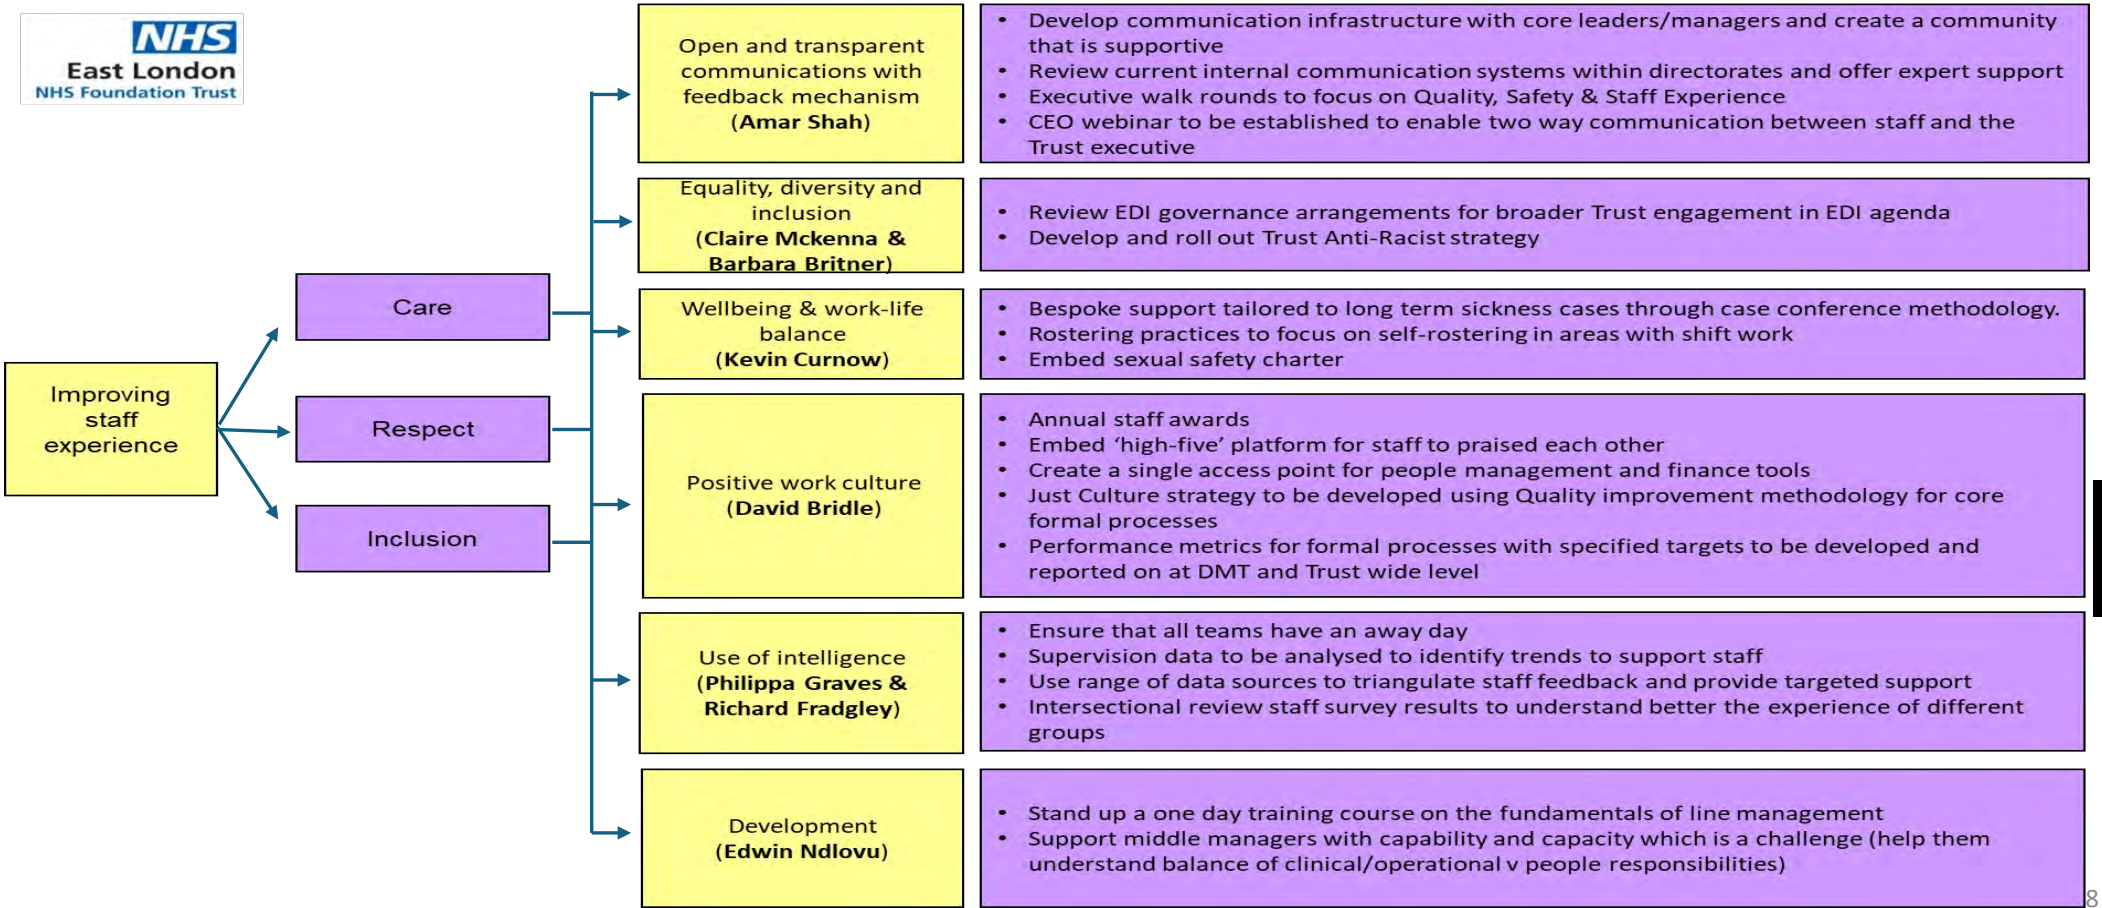 NHS
East London
NHS Foundation Trust
Improving
staff
experience
Care
Respect
Inclusion
Open and transparent
communications with
feedback mechanism
(Amar Shah)
• Develop communication infrastructure with core leaders/managers and create a community
that is supportive
• Review current internal communication systems within directorates and offer expert support
• Executive walk rounds to focus on Quality, Safety & Staff Experience
• CEO webinar to be established to enable two way communication between staff and the
Trust executive
Equality, diversity and
inclusion
(Claire Mckenna &
Barbara Britner)
• Review EDI governance arrangements for broader Trust engagement in EDI agenda
• Develop and roll out Trust Anti-Racist strategy
Wellbeing & work-life
balance
(Kevin Curnow)
• Bespoke support tailored to long term sickness cases through case conference methodology.
• Rostering practices to focus on self-rostering in areas with shift work
• Embed sexual safety charter
Positive work culture
(David Bridle)
• Annual staff awards
• Embed ‘high-five’ platform for staff to praised each other
• Create a single access point for people management and finance tools
• Just Culture strategy to be developed using Quality improvement methodology for core
formal processes
• Performance metrics for formal processes with specified targets to be developed and
reported on at DMT and Trust wide level
Use of intelligence
(Philippa Graves &
Richard Fradgley)
• Ensure that all teams have an away day
• Supervision data to be analysed to identify trends to support staff
• Use range of data sources to triangulate staff feedback and provide targeted support
• Intersectional review staff survey results to understand better the experience of different
groups
Development
(Edwin Ndlovu)
• Stand up a one day training course on the fundamentals of line management
• Support middle managers with capability and capacity which is a challenge (help them
understand balance of clinical/operational v people responsibilities)
8